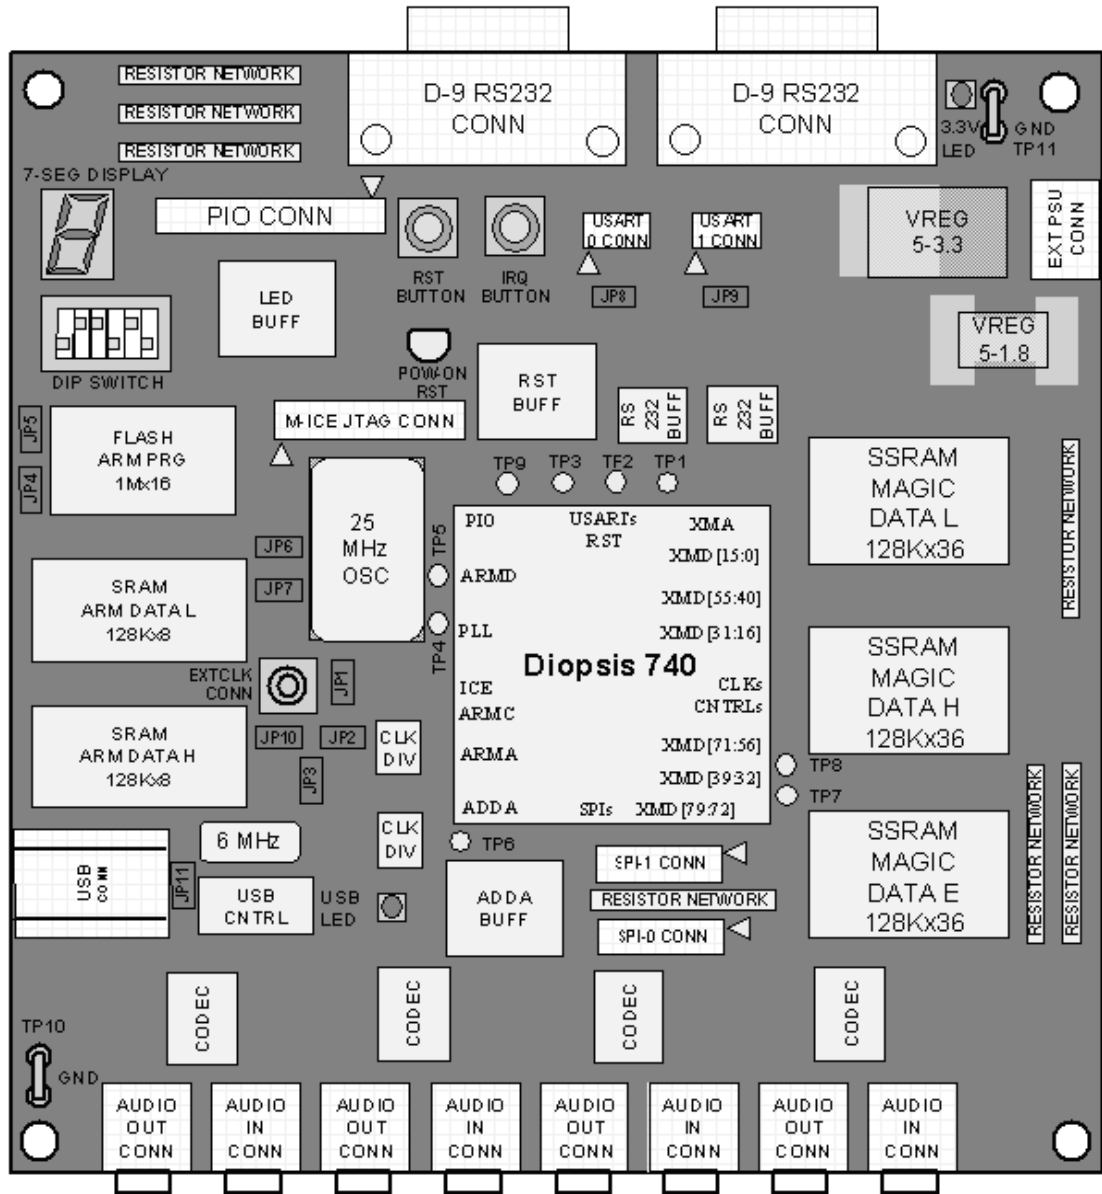 RESISTOR NETWORK
RESISTOR NETWORK
RESISTOR NETWORK
D-9 RS232
CONN
D-9 RS232
CONN
3.3V
LED
GND
TP11
7-SEG DISPLAY
PIO CONN
RST
BUTTON
IRQ
BUTTON
USART
0 CONN
USART
1 CONN
JP8
JP9
VREG
5-3.3
EXT PSU
CONN
LED
BUFF
VREG
5-1.8
DIP SWITCH
POW-ON
RST
RST
BUFF
RS
232
BUFF
RS
232
BUFF
JP5
JP4
FLASH
ARM PRG
1Mx16
M-ICE JTAG CONN
TP9
TP3
TF2
TP1
SSRAM
MAGIC
DATA L
128Kx36
RESISTUR NETWORK
25
MHz
OSC
TP5
TP4
JP6
JP7
SRAM
ARM DATA L
128Kx8
PIO
USARTs
RST
XMA
XMD [15:0]
ARMD
XMD [55:40]
PLL
XMD [31:16]
Diopsis 740
ICE
CLKs
ARMC
CNTRLs
ARMA
XMD [71:56]
XMD [39:32]
ADDA
SPIs
XMD [79:72]
EXTCLK
CONN
JP1
SSRAM
MAGIC
DATA H
128Kx36
SRAM
ARM DATA H
128Kx8
JP10
JP2
JP3
CLK
DIV
TP8
TP7
6 MHz
CLK
DIV
TP6
SPI-1 CONN
SSRAM
MAGIC
DATA E
128Kx36
RESISTOR NETWORK
RESISTOR NETWORK
USB
CONN
JP11
USB
CNTRL
USB
LED
ADDA
BUFF
RESISTOR NETWORK
SPI-0 CONN
CODEC
CODEC
CODEC
CODEC
TP10
GND
AUDIO
OUT
CONN
AUDIO
IN
CONN
AUDIO
OUT
CONN
AUDIO
IN
CONN
AUDIO
OUT
CONN
AUDIO
IN
CONN
AUDIO
OUT
CONN
AUDIO
IN
CONN